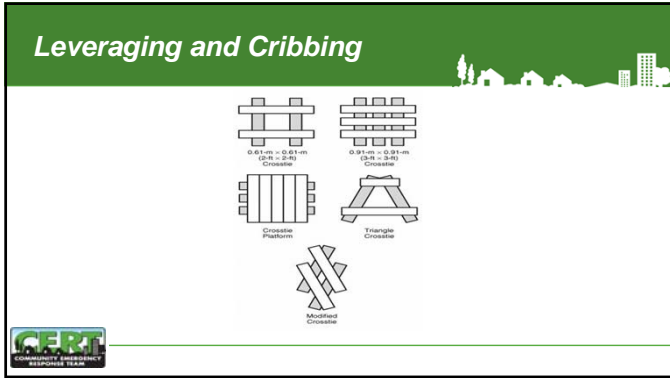 Leveraging and Cribbing
0.61-m × 0.61-m
(2-ft × 2-ft)
Crosstie
0.91-m × 0.91-m
(3-ft × 3-ft)
Crosstie
Crosstie
Platform
Triangle
Crosstie
Modified
Crosstie
CERT
COMMUNITY EMERGENCY
RESPONSE TEAM